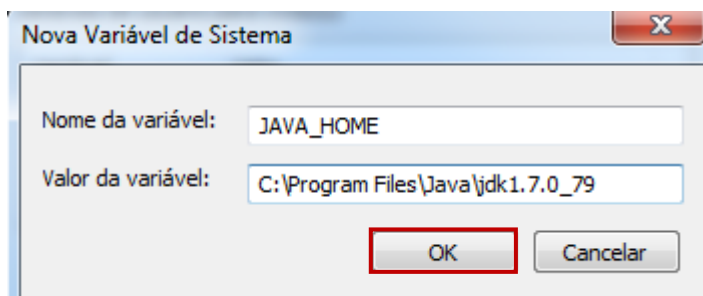 Nova Variável de Sistema
Nome da variável: JAVA_HOME
Valor da variável: C:\Program Files\Java\jdk1.7.0_79
OK Cancelar